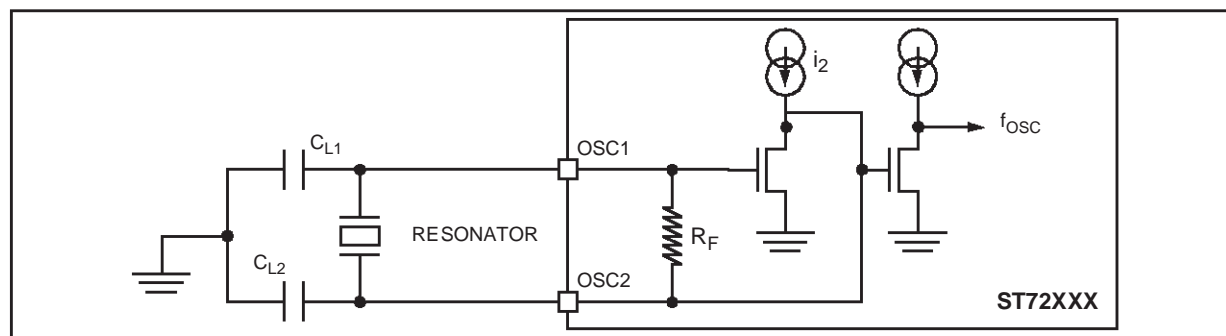 i2
fOSC
CL1
OSC1
RESONATOR
RF
CL2
OSC2
ST72XXX